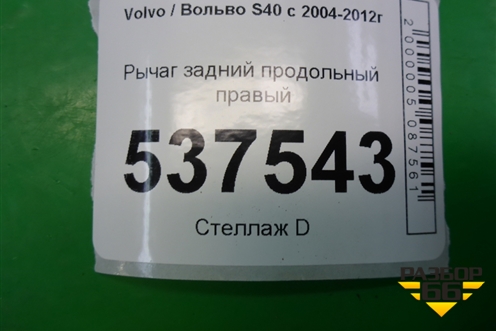 Volvo / Вольво S40 с 2004-2012г
Рычаг задний продольный
правый
537543
Стеллаж D
2000005087561
РАЗБОР
66